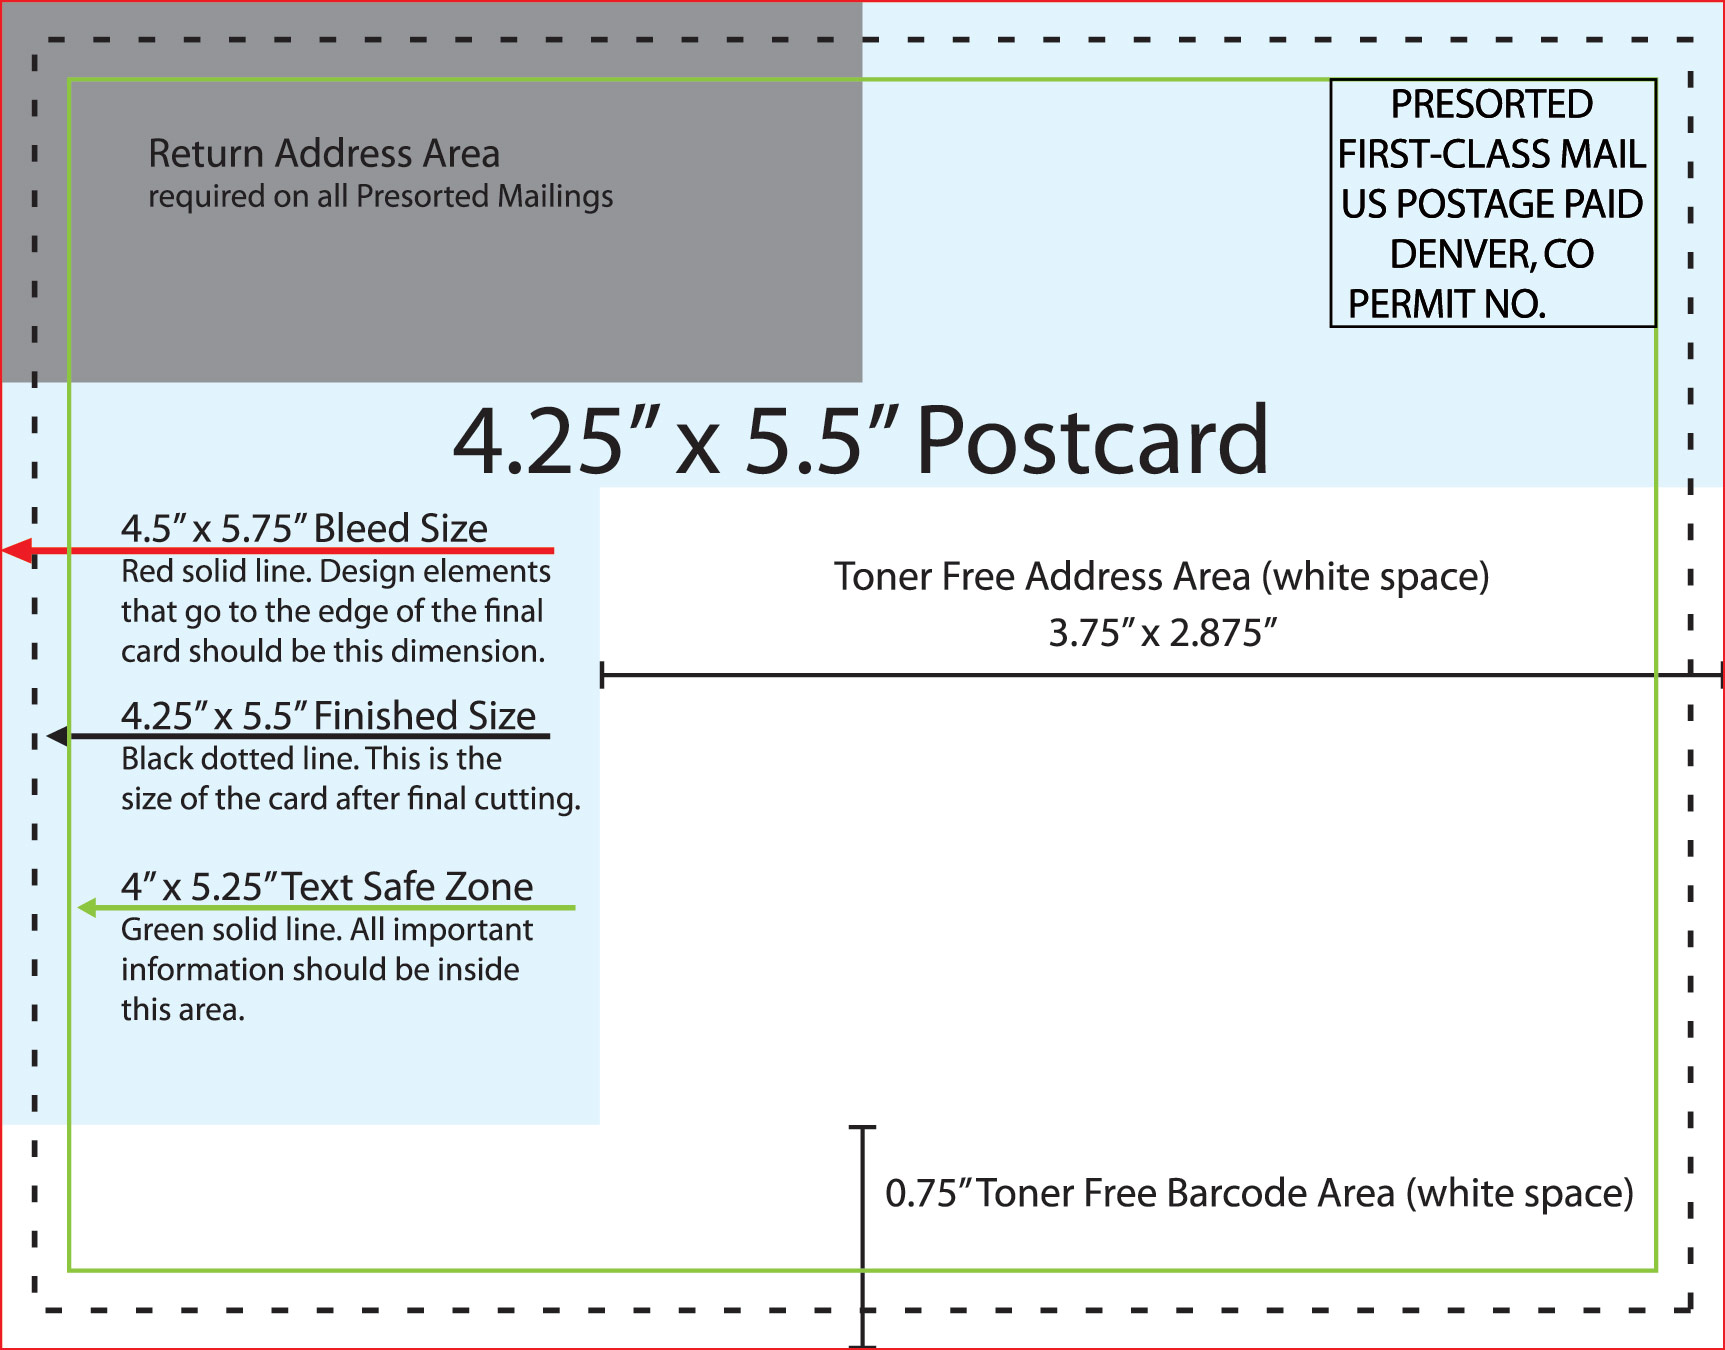 Return Address Area
required on all Presorted Mailings
PRESORTED
FIRST-CLASS MAIL
US POSTAGE PAID
DENVER, CO
PERMIT NO.
4.25” x 5.5” Postcard
4.5” x 5.75” Bleed Size
Red solid line. Design elements
that go to the edge of the final
card should be this dimension.
4.25” x 5.5” Finished Size
Black dotted line. This is the
size of the card after final cutting.
4” x 5.25” Text Safe Zone
Green solid line. All important
information should be inside
this area.
Toner Free Address Area (white space)
3.75” x 2.875”
0.75” Toner Free Barcode Area (white space)